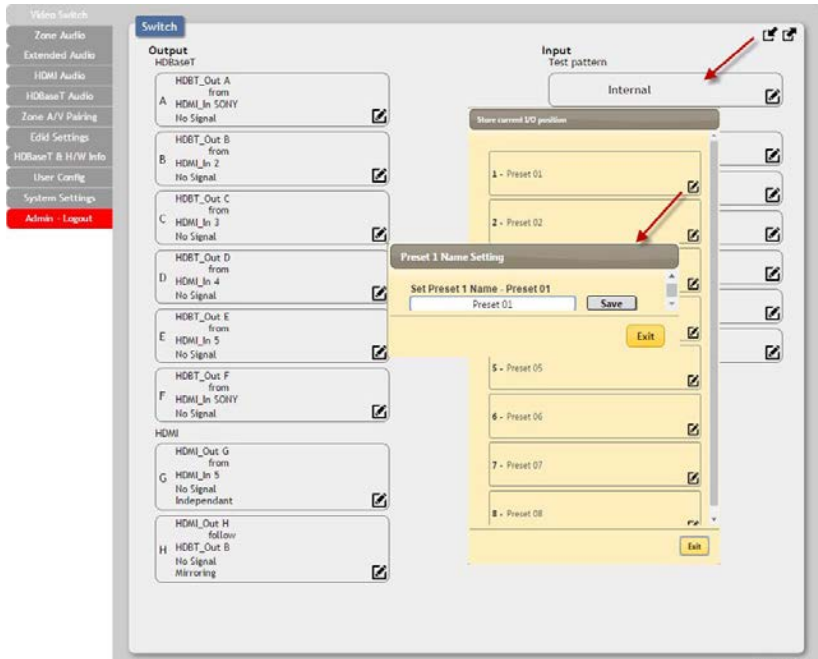 Video Switch
Zone Audio
Extended Audio
HDMI Audio
HDBaseT Audio
Zone A/V Pairing
Edid Settings
HDBaseT & H/W Info
User Config
System Settings
Admin - Logout
Switch
Output
HDBaseT
A
HDBT_Out A
from
HDMI_In SONY
No Signal
B
HDBT_Out B
from
HDMI_In 2
No Signal
C
HDBT_Out C
from
HDMI_In 3
No Signal
D
HDBT_Out D
from
HDMI_In 4
No Signal
E
HDBT_Out E
from
HDMI_In 5
No Signal
F
HDBT_Out F
from
HDMI_In SONY
No Signal
HDMI
G
HDMI_Out G
from
HDMI_In 5
No Signal
Independant
H
HDMI_Out H
follow
HDBT_Out B
No Signal
Mirroring
Input
Test pattern
Internal
Store current I/O position
1 - Preset 01
2 - Preset 02
Preset 1 Name Setting
Set Preset 1 Name - Preset 01
Preset 01
Save
Exit
5 - Preset 05
6 - Preset 06
7 - Preset 07
8 - Preset 08
Exit